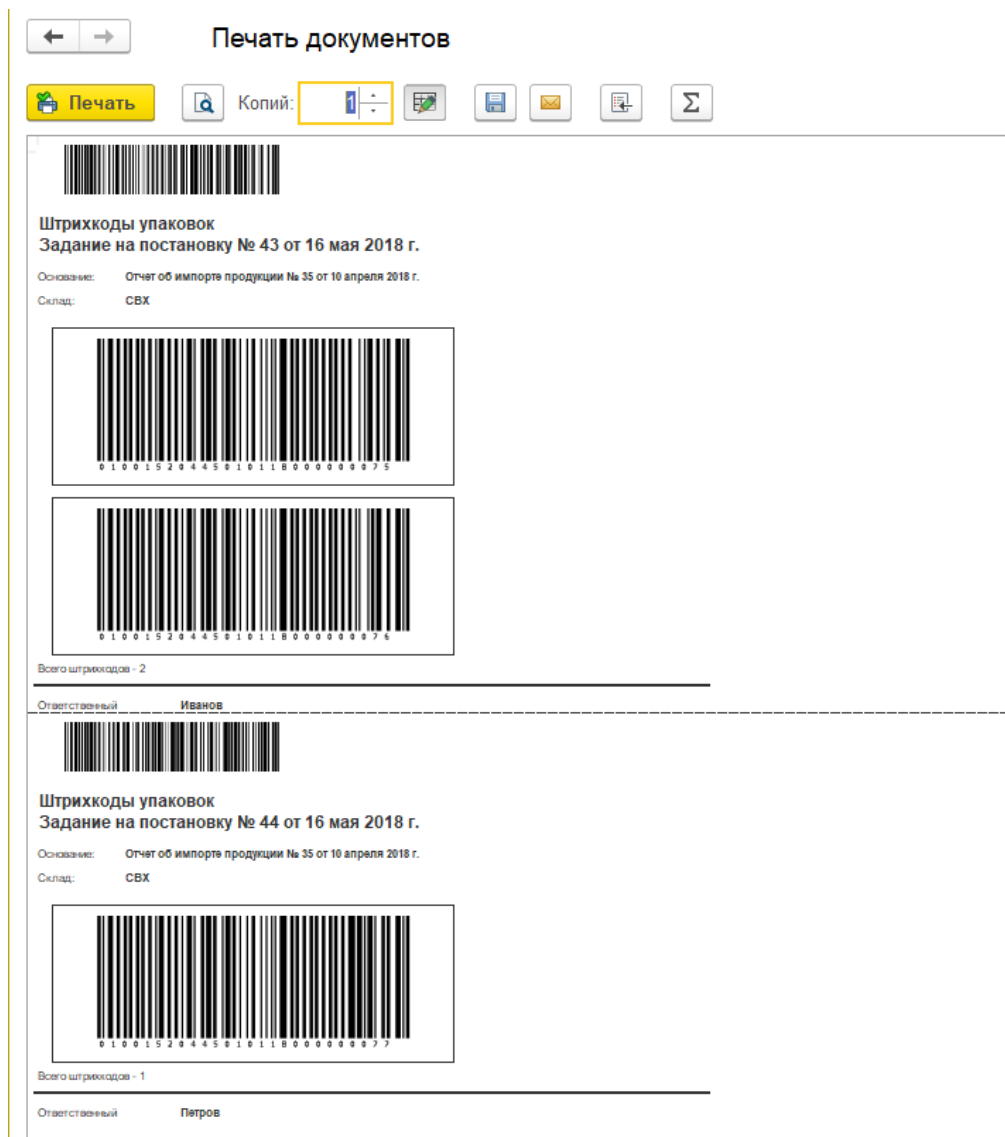 Печать документов
Печать Копий: 1 Σ
Штрихкоды упаковок
Задание на постановку № 43 от 16 мая 2018 г.
Основание: Отчет об импорте продукции № 35 от 10 апреля 2018 г.
Склад: СВХ
010015204450101180000000075
010015204450101180000000076
Всего штрихкодов - 2
Ответственный Иванов
Штрихкоды упаковок
Задание на постановку № 44 от 16 мая 2018 г.
Основание: Отчет об импорте продукции № 35 от 10 апреля 2018 г.
Склад: СВХ
010015204450101180000000077
Всего штрихкодов - 1
Ответственный Петров